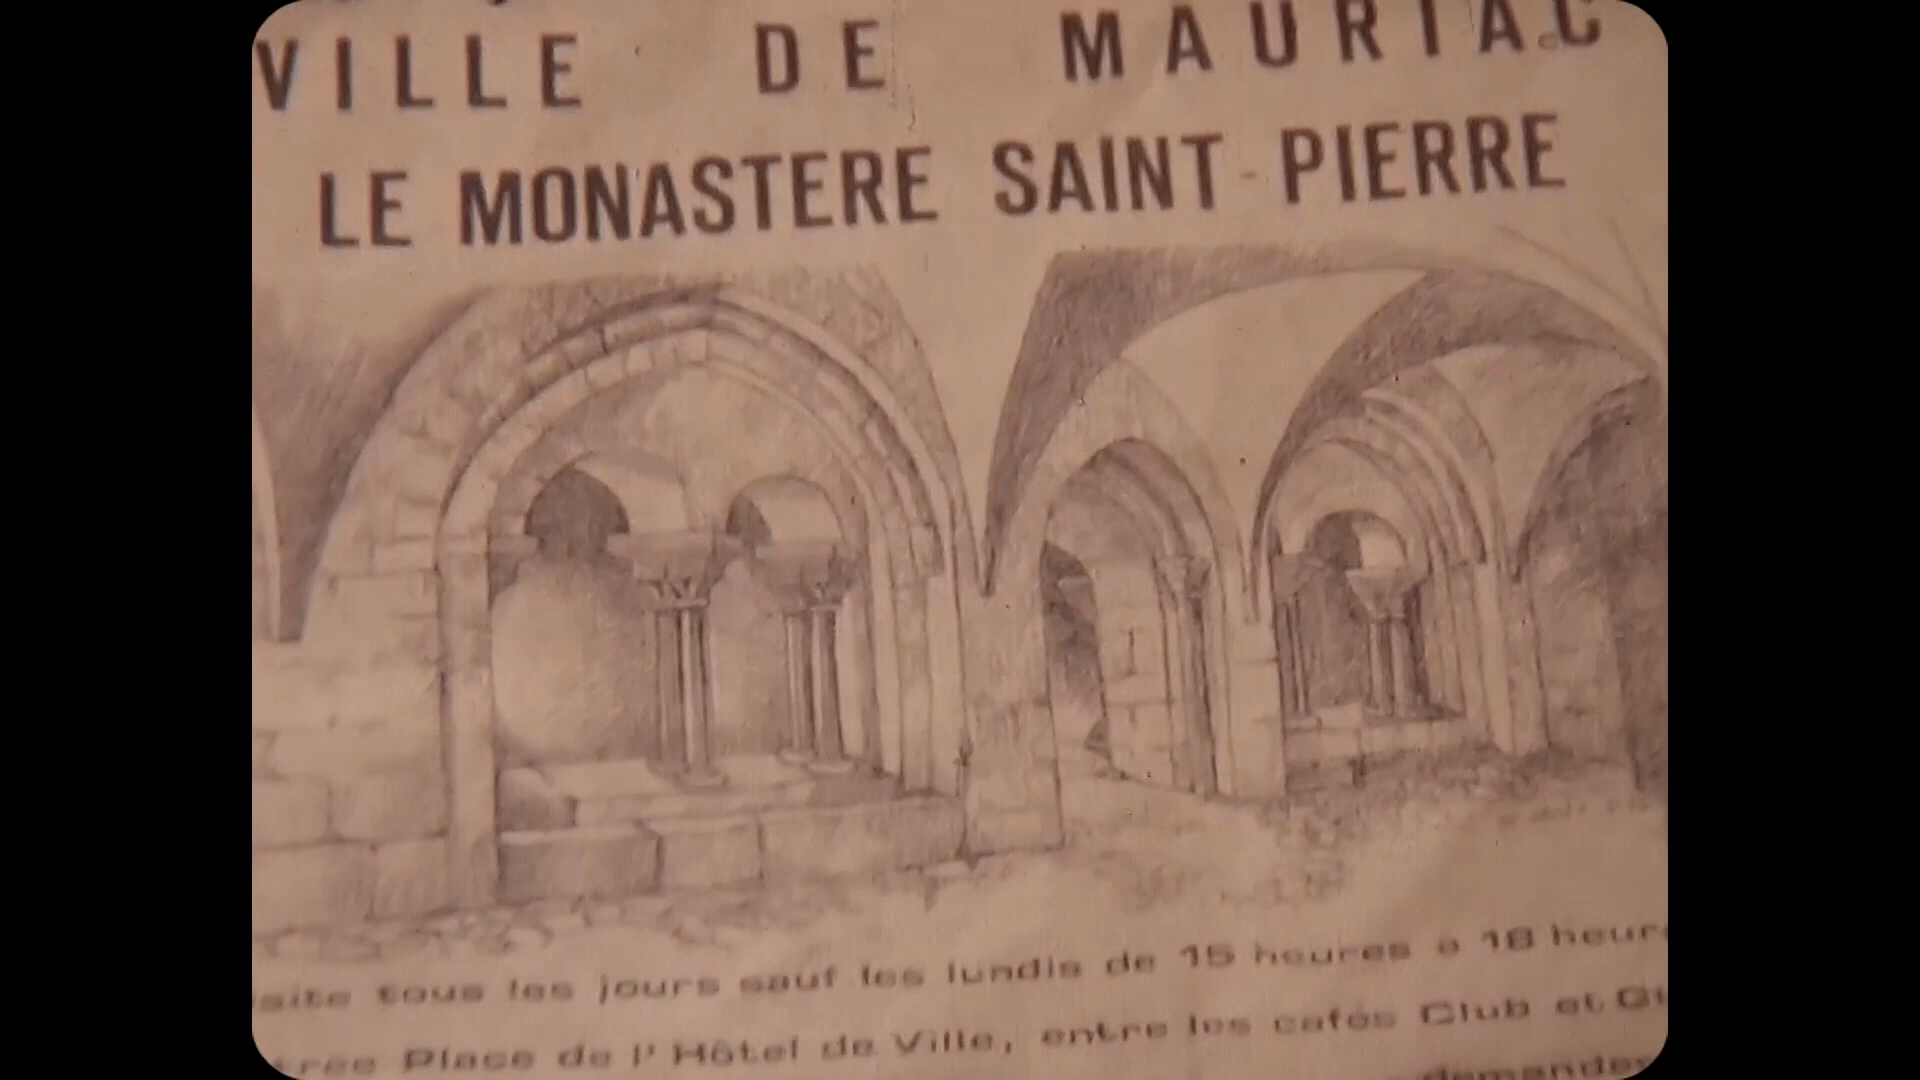 VILLE DE MAURIAC
LE MONASTERE SAINT-PIERRE
tous les jours sauf les lundis de 15 heures a 18
Place de l'Hôtel de Ville, entre les cafés Club et